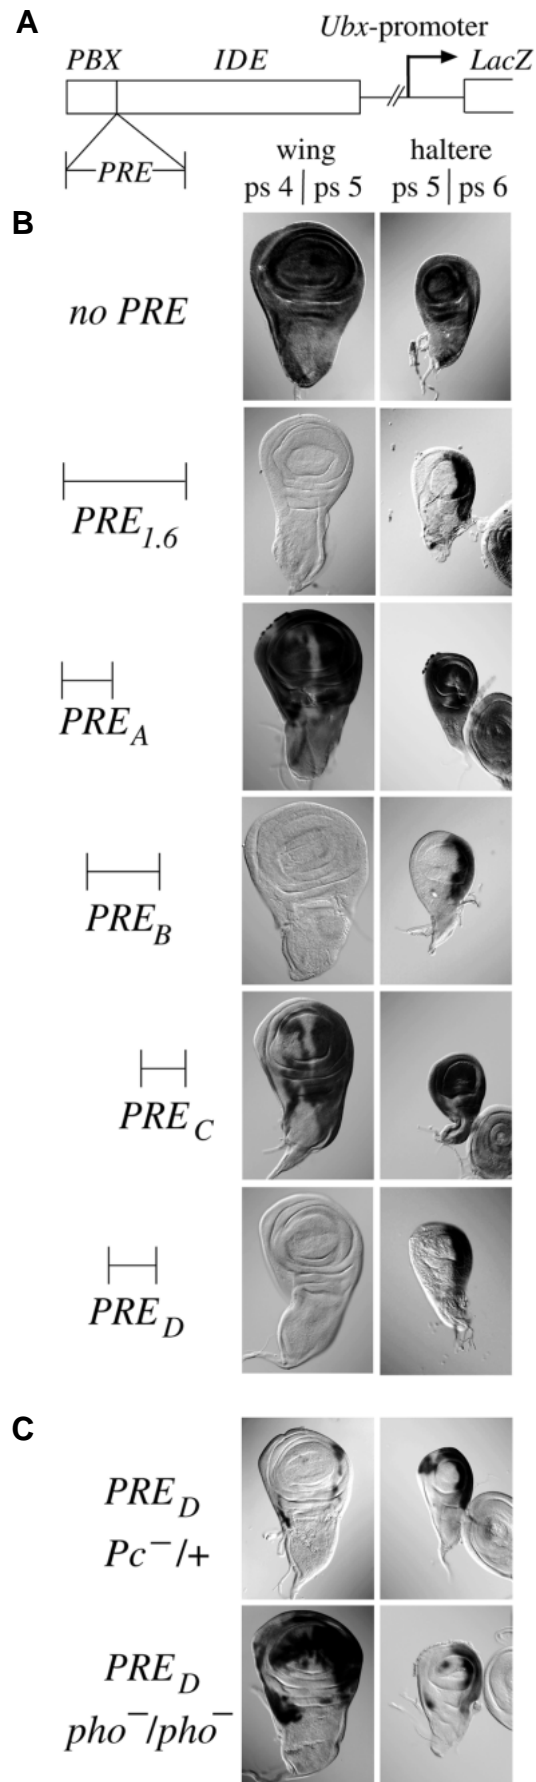 A
Ubx-promoter
PBX IDE LacZ
PRE
wing haltere
ps 4 | ps 5 ps 5 | ps 6
B
no PRE
PRE1.6
PREA
PREB
PREC
PRED
C
PRED
Pc−/+
PRED
pho−/pho−